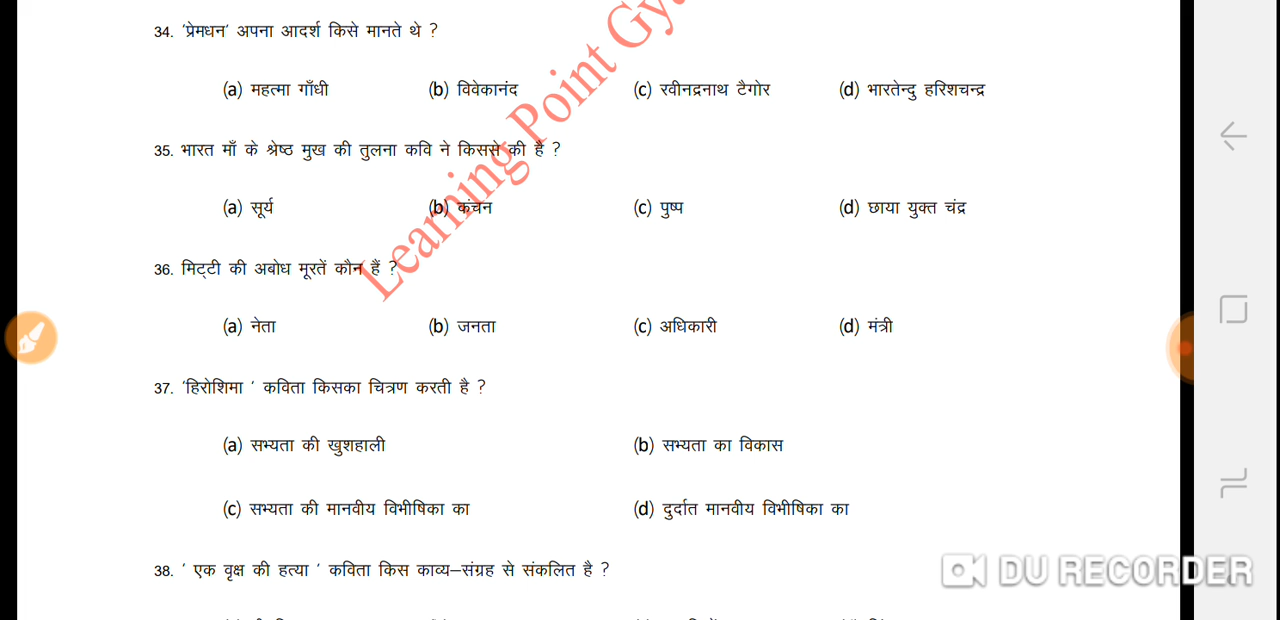 34. 'प्रेमधन' अपना आदर्श किसे मानते थे ?
(a) महत्मा गाँधी (b) विवेकानंद (c) रवीनद्रनाथ टैगोर (d) भारतेन्दु हरिशचन्द्र
35. भारत माँ के श्रेष्ठ मुख की तुलना कवि ने किससे की है ?
(a) सूर्य (b) कंचन (c) पुष्प (d) छाया युक्त चंद्र
36. मिट्टी की अबोध मूरतें कौन हैं ?
(a) नेता (b) जनता (c) अधिकारी (d) मंत्री
37. 'हिरोशिमा ' कविता किसका चित्रण करती है ?
(a) सभ्यता की खुशहाली (b) सभ्यता का विकास
(c) सभ्यता की मानवीय विभीषिका का (d) दुर्दात मानवीय विभीषिका का
38. ' एक वृक्ष की हत्या ' कविता किस काव्य–संग्रह से संकलित है ?
Learning Point Gya
DU RECORDER